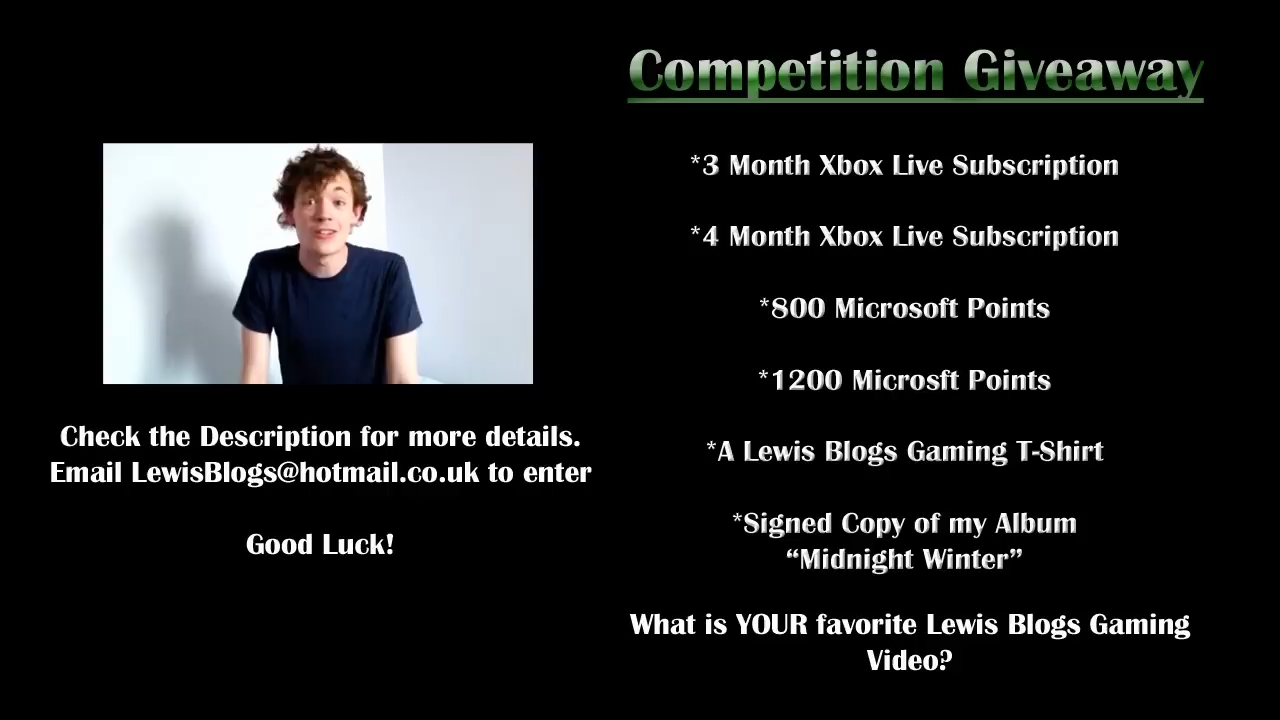 Competition Giveaway
*3 Month Xbox Live Subscription
*4 Month Xbox Live Subscription
*800 Microsoft Points
*1200 Microsft Points
*A Lewis Blogs Gaming T-Shirt
*Signed Copy of my Album
“Midnight Winter”
What is YOUR favorite Lewis Blogs Gaming
Video?
Check the Description for more details.
Email LewisBlogs@hotmail.co.uk to enter
Good Luck!